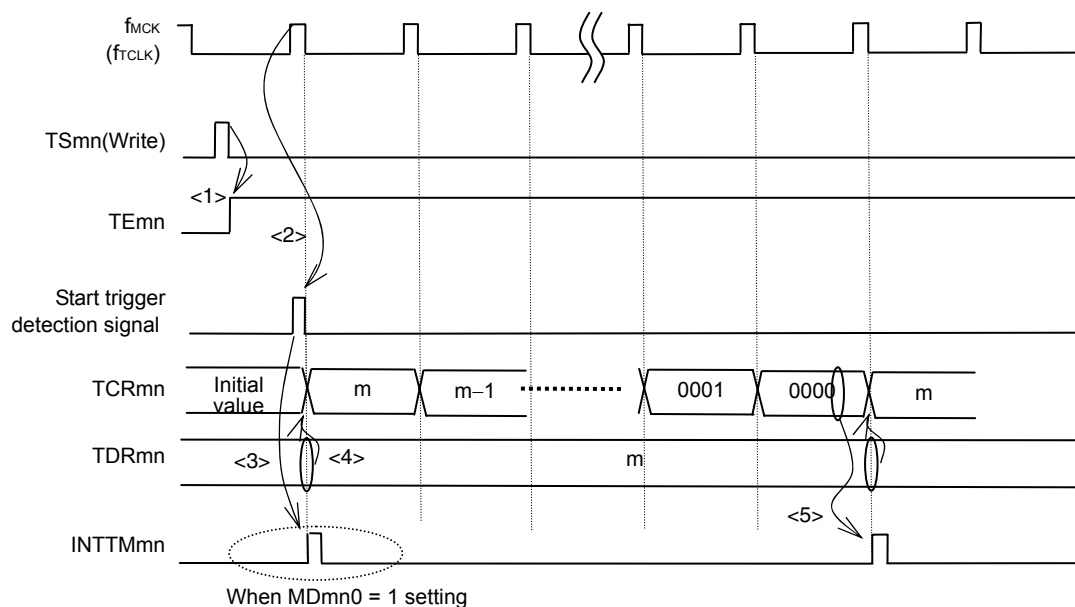 fMCK
(fTCLK)
TSmn(Write)
<1>
TEmn
<2>
Start trigger
detection signal
TCRmn
Initial
value
m
m−1
0001
0000
m
TDRmn
<3>
<4>
m
<5>
INTTMmn
When MDmn0 = 1 setting